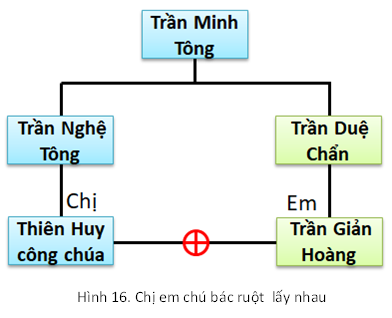 Trần Minh
Tông
Trần Nghệ
Tông
Trần Duệ
Chẩn
Chị
Em
Thiên Huy
công chúa
Trần Giản
Hoàng
Hình 16. Chị em chú bác ruột lấy nhau